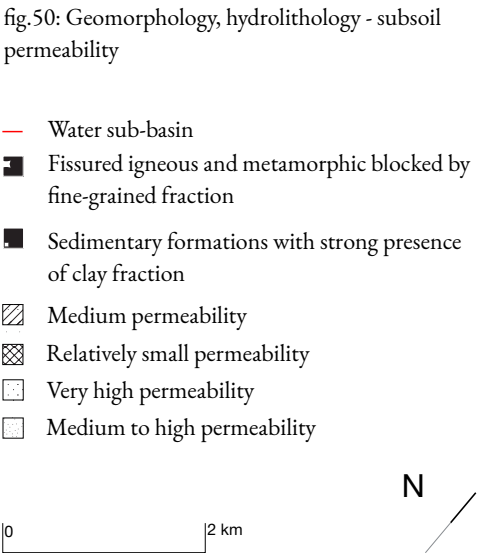 fig.50: Geomorphology, hydrolithology - subsoil
permeability
Water sub-basin
Fissured igneous and metamorphic blocked by
fine-grained fraction
Sedimentary formations with strong presence
of clay fraction
Medium permeability
Relatively small permeability
Very high permeability
Medium to high permeability
N
0 2 km